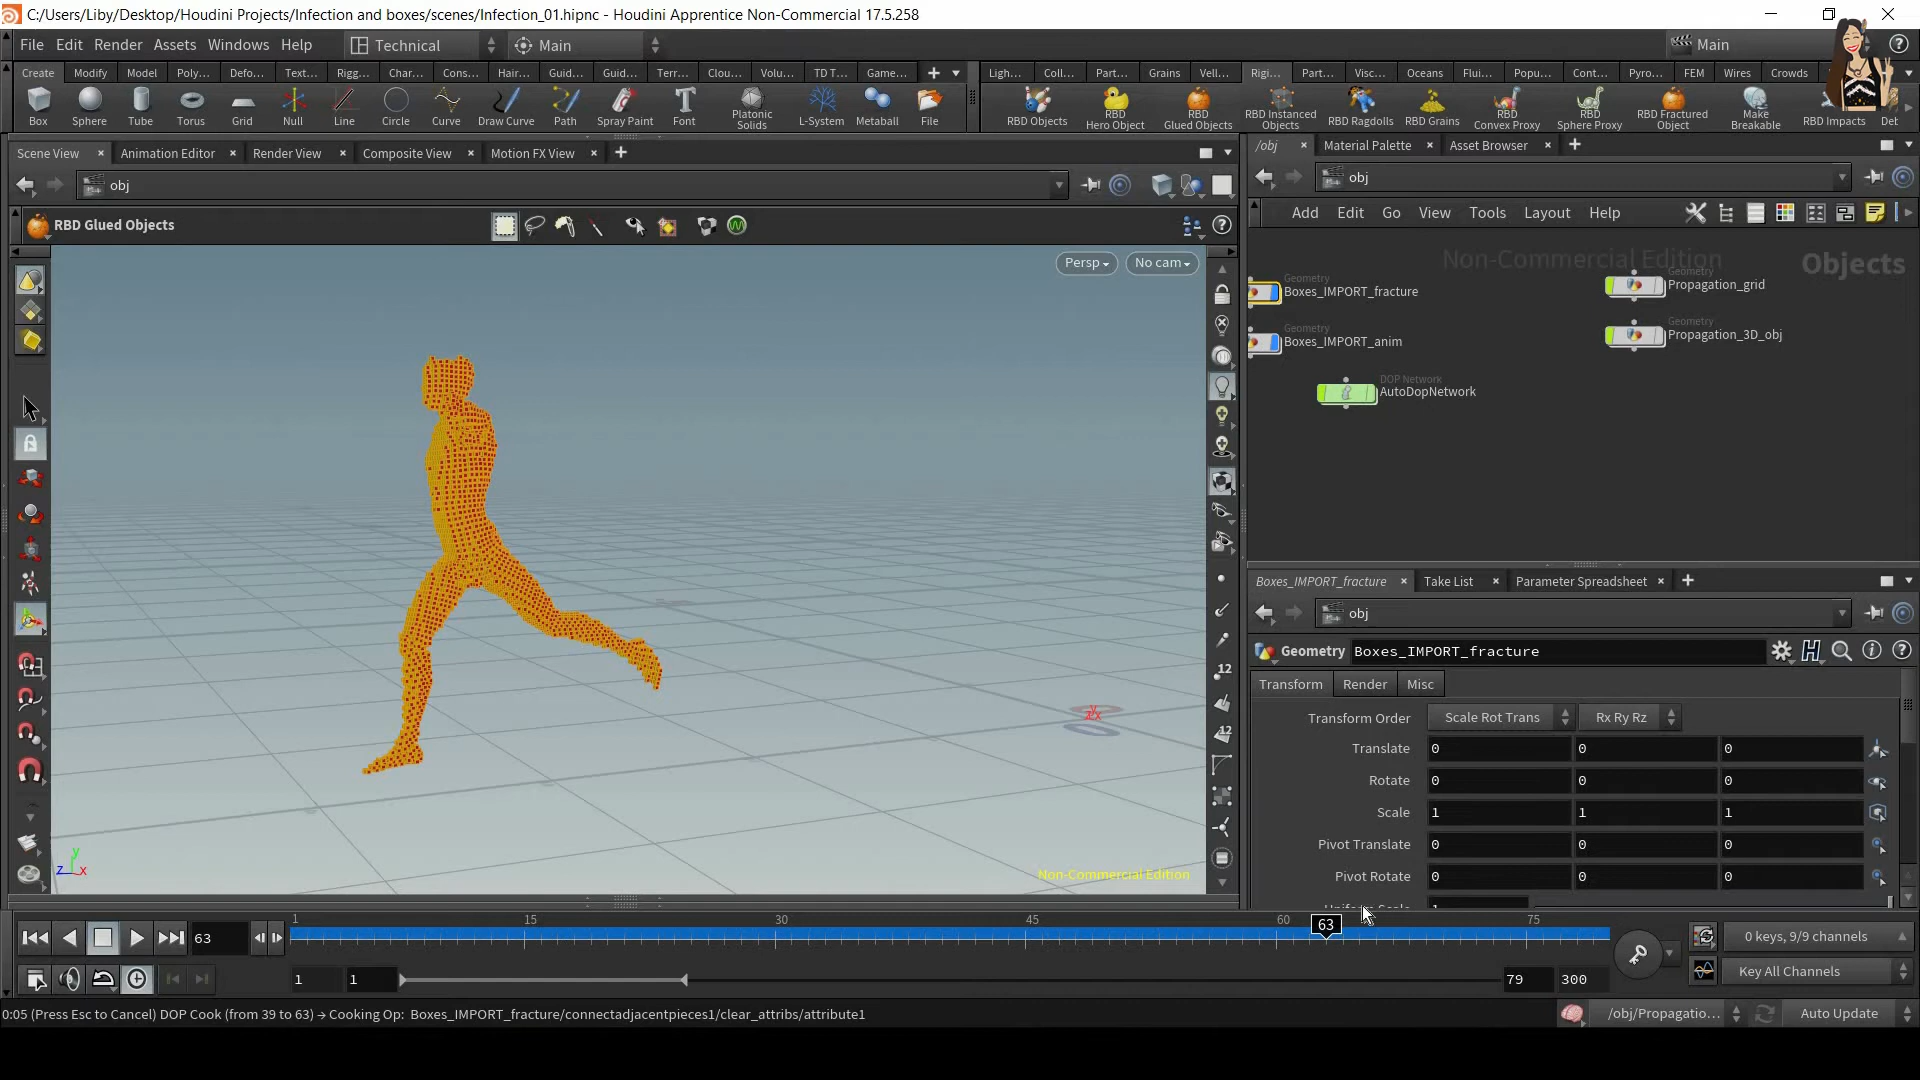 C:/Users/Liby/Desktop/Houdini Projects/Infection and boxes/scenes/Infection_01.hipnc - Houdini Apprentice Non-Commercial 17.5.258
File Edit Render Assets Windows Help Technical Main Main
Create Modify Model Poly... Defo... Text... Rigg... Char... Cons... Hair... Guid... Guid... Terr... Clou... Volu... TD T... Game... Ligh... Coll... Part... Grains Vell... Rigi... Part... Visc... Oceans Flui... Popu... Cont... Pyro... FEM Wires Crowds
Box Sphere Tube Torus Grid Null Line Circle Curve Draw Curve Path Spray Paint Font Platonic Solids L-System Metaball File RBD Objects RBD Hero Object RBD Glued Objects RBD Instanced Objects RBD Ragdolls RBD Grains RBD Convex Proxy RBD Sphere Proxy RBD Fractured Object Make Breakable RBD Impacts Det
Scene View Animation Editor Render View Composite View Motion FX View
/obj Material Palette Asset Browser
obj
obj
RBD Glued Objects
Add Edit Go View Tools Layout Help
Persp No cam
Non-Commercial Edition Objects
Geometry
Boxes_IMPORT_fracture
Geometry
Propagation_grid
Geometry
Boxes_IMPORT_anim
Geometry
Propagation_3D_obj
DOP Network
AutoDopNetwork
12
12
y
z x
Non-Commercial Edition
Boxes_IMPORT_fracture Take List Parameter Spreadsheet
obj
Geometry Boxes_IMPORT_fracture
Transform Render Misc
Transform Order Scale Rot Trans Rx Ry Rz
Translate 0 0 0
Rotate 0 0 0
Scale 1 1 1
Pivot Translate 0 0 0
Pivot Rotate 0 0 0
Uniform Scale 1
1 15 30 45 60 75
63
63
0 keys, 9/9 channels
1 1 79 300
Key All Channels
0:05 (Press Esc to Cancel) DOP Cook (from 39 to 63) → Cooking Op: Boxes_IMPORT_fracture/connectadjacentpieces1/clear_attribs/attribute1
/obj/Propagatio... Auto Update